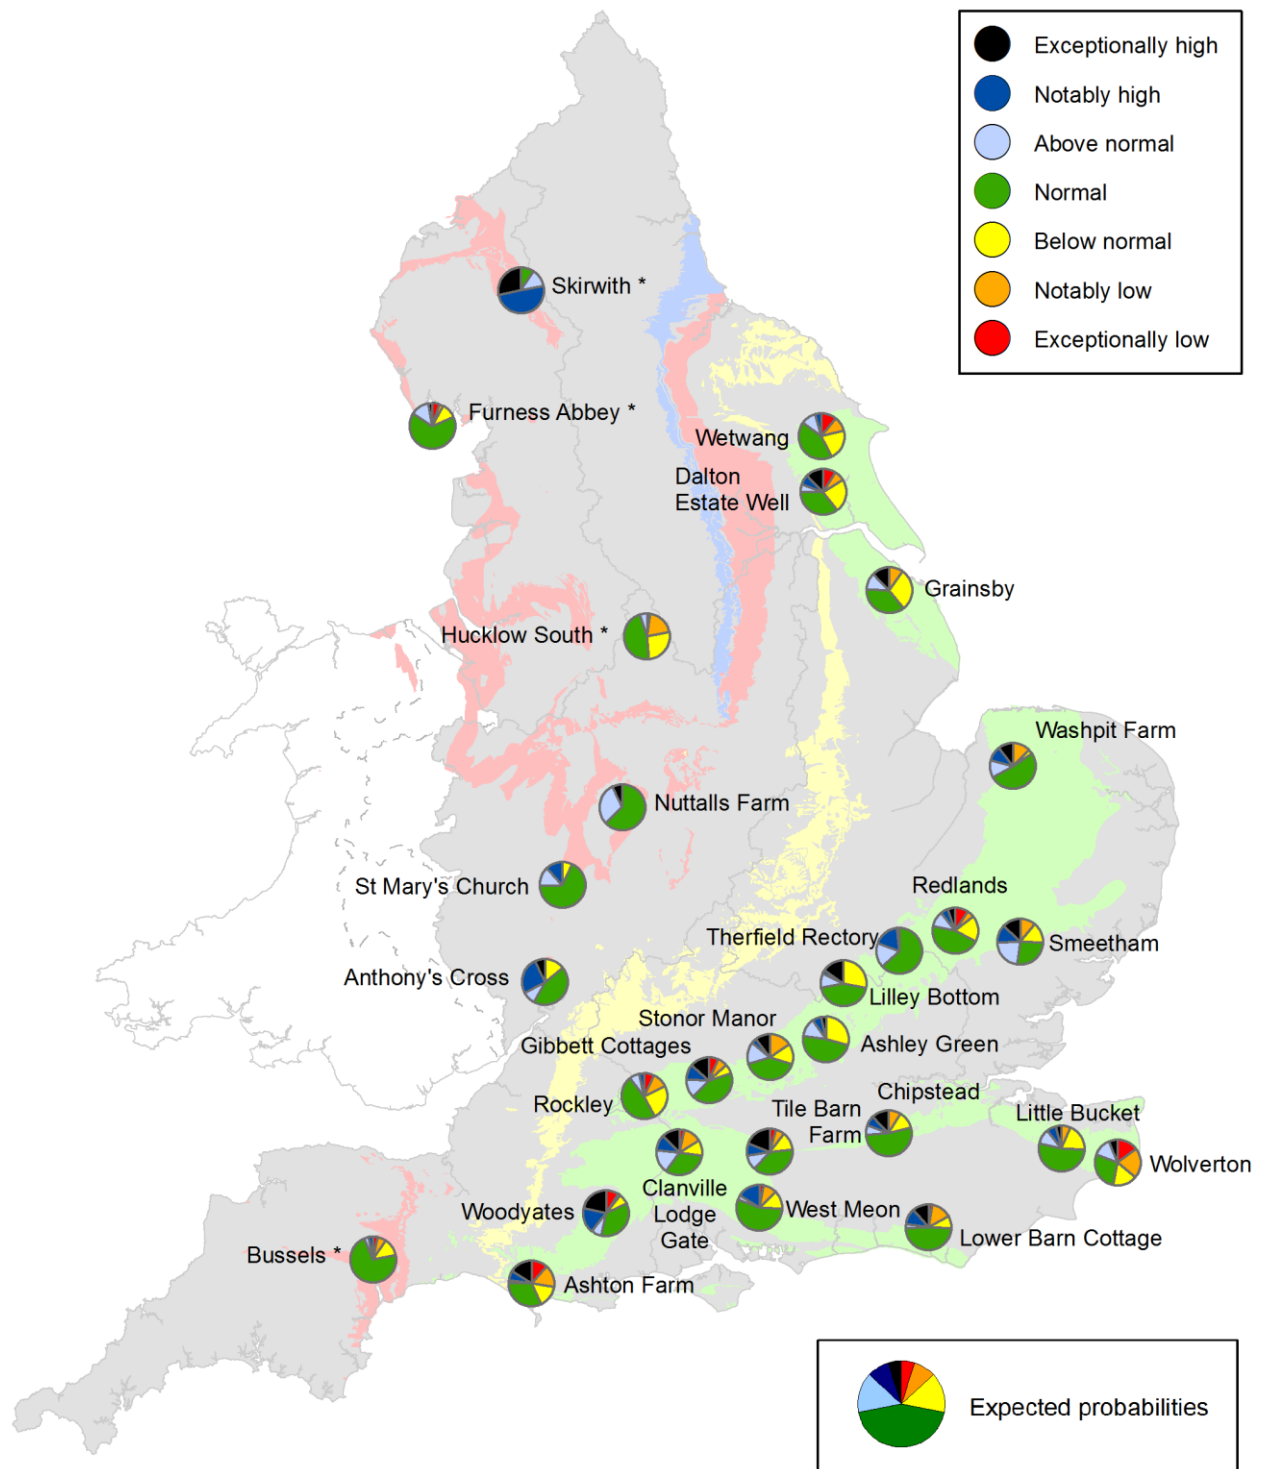 Exceptionally high
Notably high
Above normal
Normal
Below normal
Notably low
Exceptionally low
Skirwith *
Furness Abbey *
Wetwang
Dalton
Estate Well
Grainsby
Hucklow South *
Washpit Farm
Nuttalls Farm
St Mary's Church
Redlands
Therfield Rectory
Smeetham
Anthony's Cross
Lilley Bottom
Stonor Manor
Gibbett Cottages
Ashley Green
Chipstead
Rockley
Tile Barn
Farm
Little Bucket
Wolverton
Clanville
Lodge
Gate
Woodyates
West Meon
Lower Barn Cottage
Bussels *
Ashton Farm
Expected probabilities